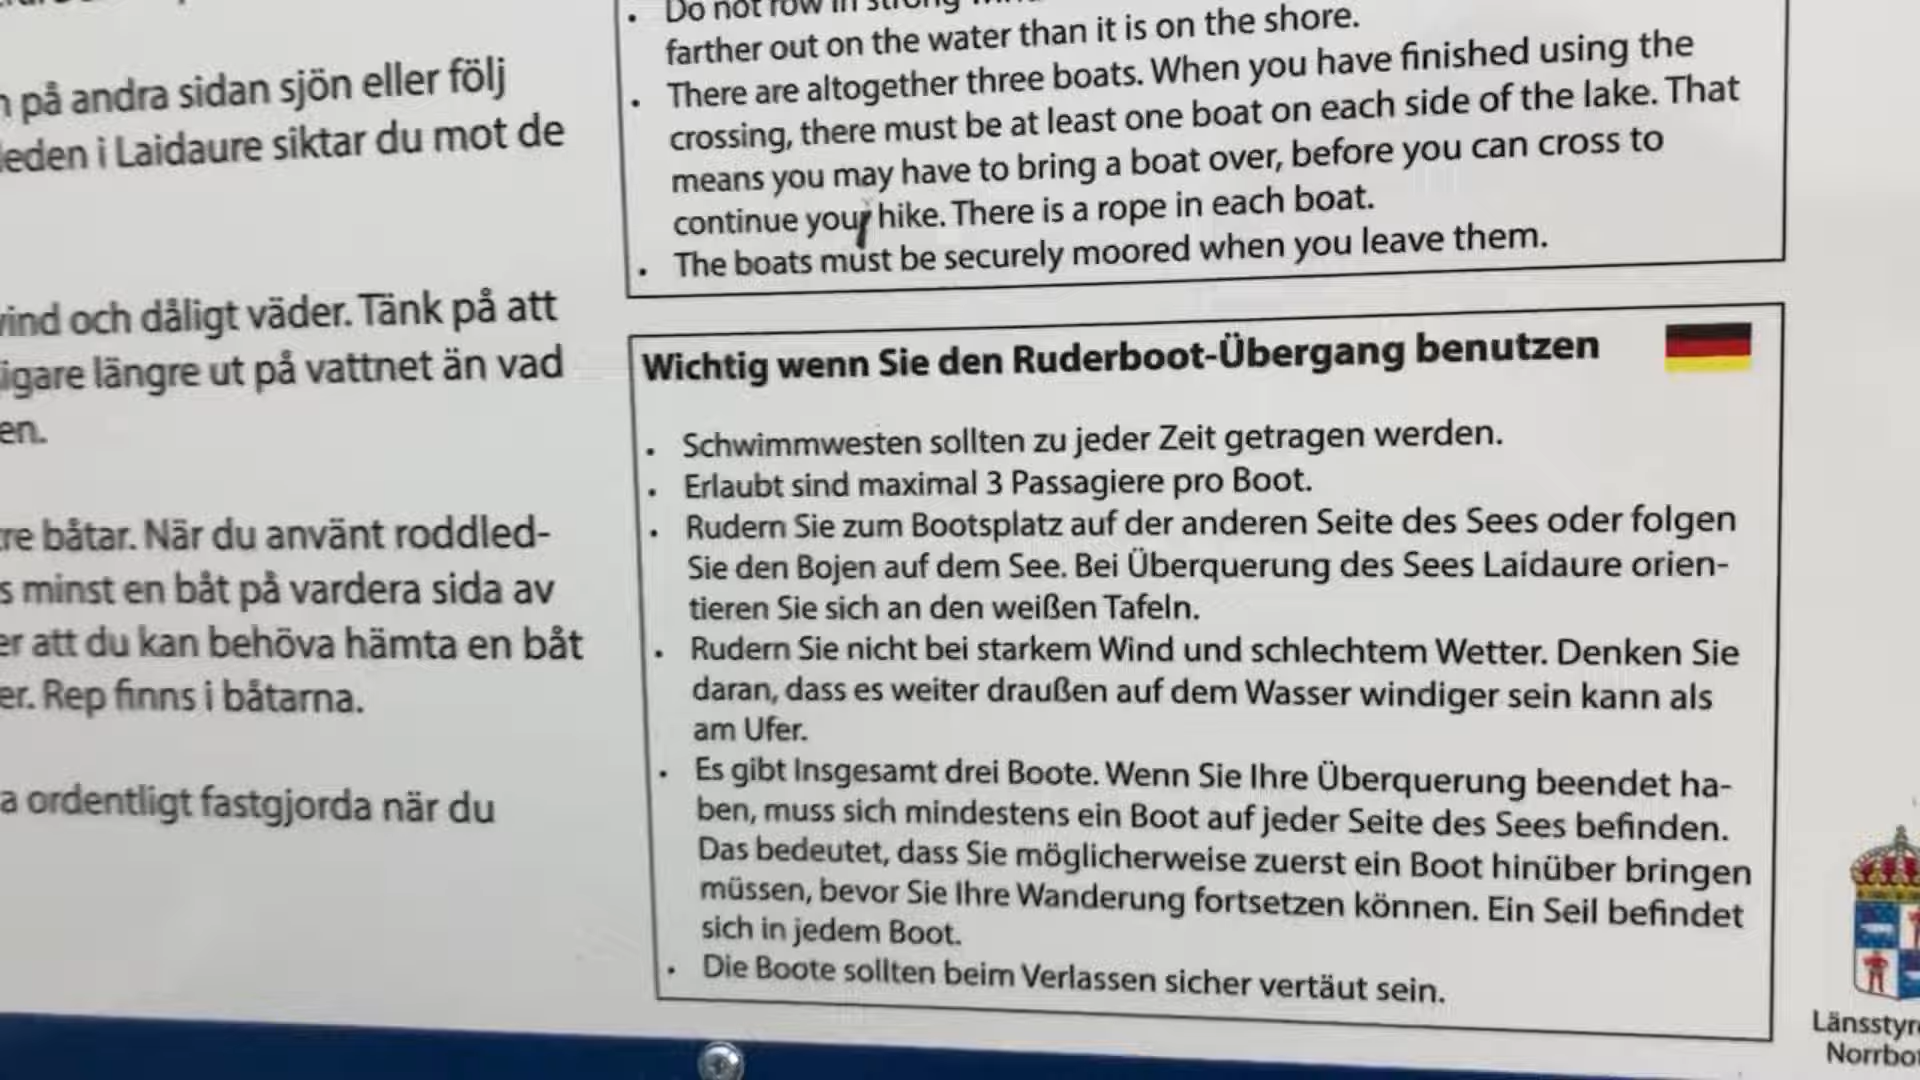 på andra sidan sjön eller följ
leden i Laidaure siktar du mot de
vind och dåligt väder. Tänk på att
längre ut på vattnet än vad
båtar. När du använt roddled-
minst en båt på vardera sida av
att du kan behöva hämta en båt
Rep finns i båtarna.
ordentligt fastgjorda när du
Do not row in strong
farther out on the water than it is on the shore.
· There are altogether three boats. When you have finished using the
crossing, there must be at least one boat on each side of the lake. That
means you may have to bring a boat over, before you can cross to
continue your hike. There is a rope in each boat.
· The boats must be securely moored when you leave them.
Wichtig wenn Sie den Ruderboot-Übergang benutzen
· Schwimmwesten sollten zu jeder Zeit getragen werden.
· Erlaubt sind maximal 3 Passagiere pro Boot.
· Rudern Sie zum Bootsplatz auf der anderen Seite des Sees oder folgen
Sie den Bojen auf dem See. Bei Überquerung des Sees Laidaure orien-
tieren Sie sich an den weißen Tafeln.
· Rudern Sie nicht bei starkem Wind und schlechtem Wetter. Denken Sie
daran, dass es weiter draußen auf dem Wasser windiger sein kann als
am Ufer.
· Es gibt Insgesamt drei Boote. Wenn Sie Ihre Überquerung beendet ha-
ben, muss sich mindestens ein Boot auf jeder Seite des Sees befinden.
Das bedeutet, dass Sie möglicherweise zuerst ein Boot hinüber bringen
müssen, bevor Sie Ihre Wanderung fortsetzen können. Ein Seil befindet
sich in jedem Boot.
· Die Boote sollten beim Verlassen sicher vertäut sein.